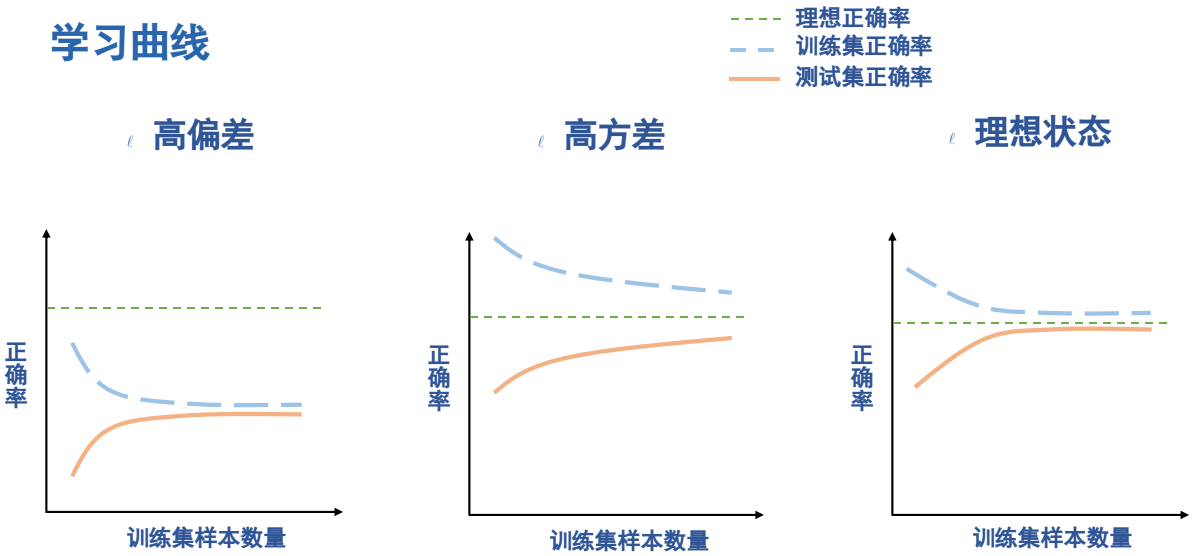 学习曲线
理想正确率
训练集正确率
测试集正确率
ℓ 高偏差
ℓ 高方差
ℓ 理想状态
正确率
训练集样本数量
正确率
训练集样本数量
正确率
训练集样本数量